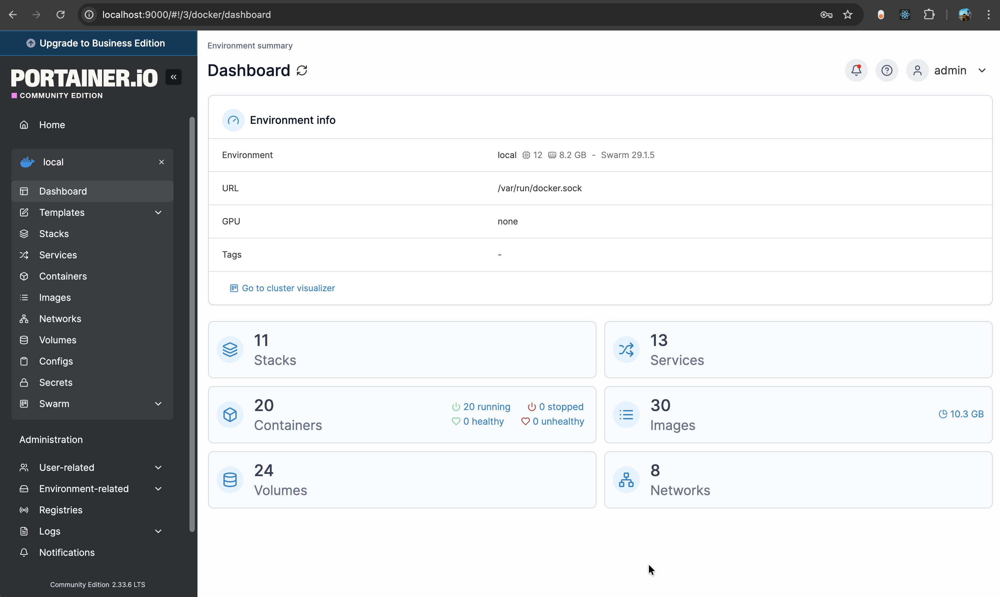 localhost:9000/#!/3/docker/dashboard
Upgrade to Business Edition
PORTAINER.iO
COMMUNITY EDITION
Home
local
Dashboard
Templates
Stacks
Services
Containers
Images
Networks
Volumes
Configs
Secrets
Swarm
Administration
User-related
Environment-related
Registries
Logs
Notifications
Community Edition 2.33.6 LTS
Environment summary
Dashboard
admin
Environment info
Environment local 12 8.2 GB - Swarm 29.1.5
URL /var/run/docker.sock
GPU none
Tags -
Go to cluster visualizer
11
Stacks
13
Services
20
Containers
20 running 0 stopped
0 healthy 0 unhealthy
30
Images
10.3 GB
24
Volumes
8
Networks